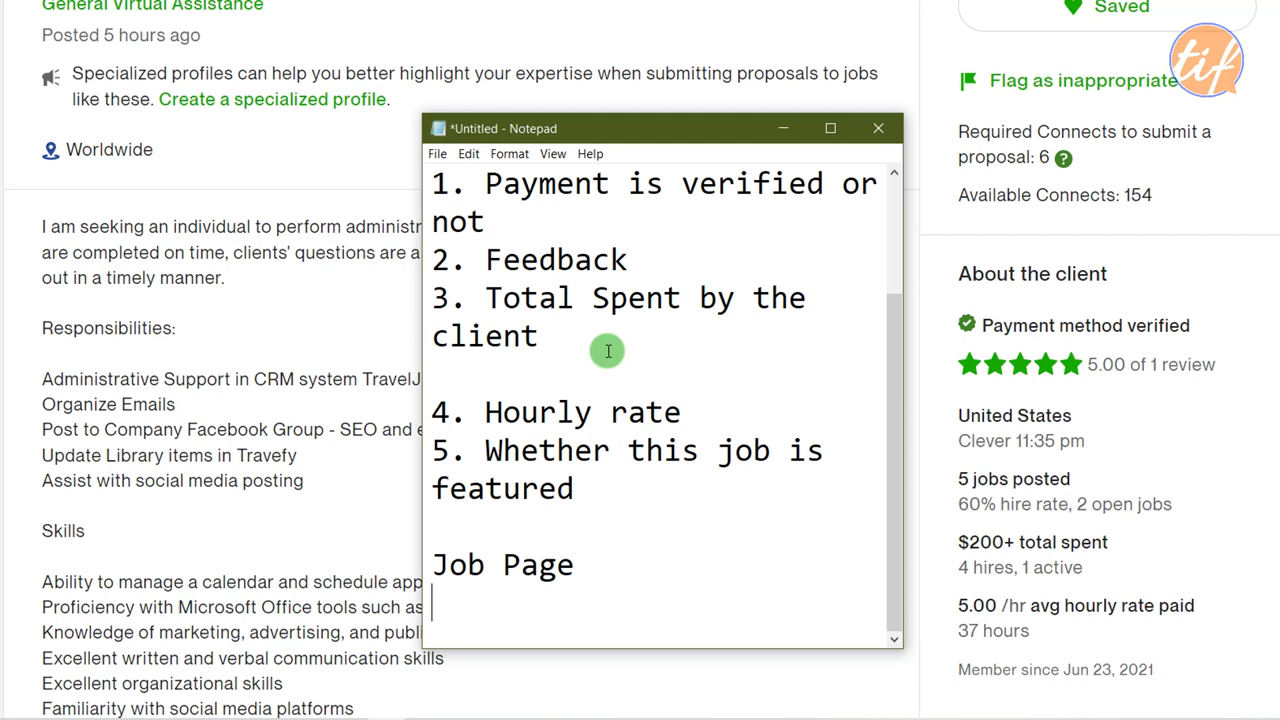 General Virtual Assistance
Posted 5 hours ago
Specialized profiles can help you better highlight your expertise when submitting proposals to jobs
like these. Create a specialized profile.
Worldwide
I am seeking an individual to perform administr
are completed on time, clients' questions are a
out in a timely manner.
Responsibilities:
Administrative Support in CRM system TravelJ
Organize Emails
Post to Company Facebook Group - SEO and e
Update Library items in Travefy
Assist with social media posting
Skills
Ability to manage a calendar and schedule app
Proficiency with Microsoft Office tools such as
Knowledge of marketing, advertising, and publi
Excellent written and verbal communication skills
Excellent organizational skills
Familiarity with social media platforms
*Untitled - Notepad
File Edit Format View Help
1. Payment is verified or
not
2. Feedback
3. Total Spent by the
client
4. Hourly rate
5. Whether this job is
featured
Job Page
Saved
tif
Flag as inappropriate
Required Connects to submit a
proposal: 6
Available Connects: 154
About the client
Payment method verified
5.00 of 1 review
United States
Clever 11:35 pm
5 jobs posted
60% hire rate, 2 open jobs
$200+ total spent
4 hires, 1 active
5.00 /hr avg hourly rate paid
37 hours
Member since Jun 23, 2021